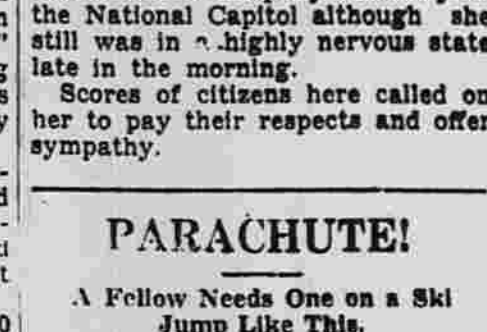 the National Capitol although she
still was in a highly nervous state
late in the morning.
Scores of citizens here called on
her to pay their respects and offer
sympathy.
PARACHUTE!
A Fellow Needs One on a Ski
Jump Like This.